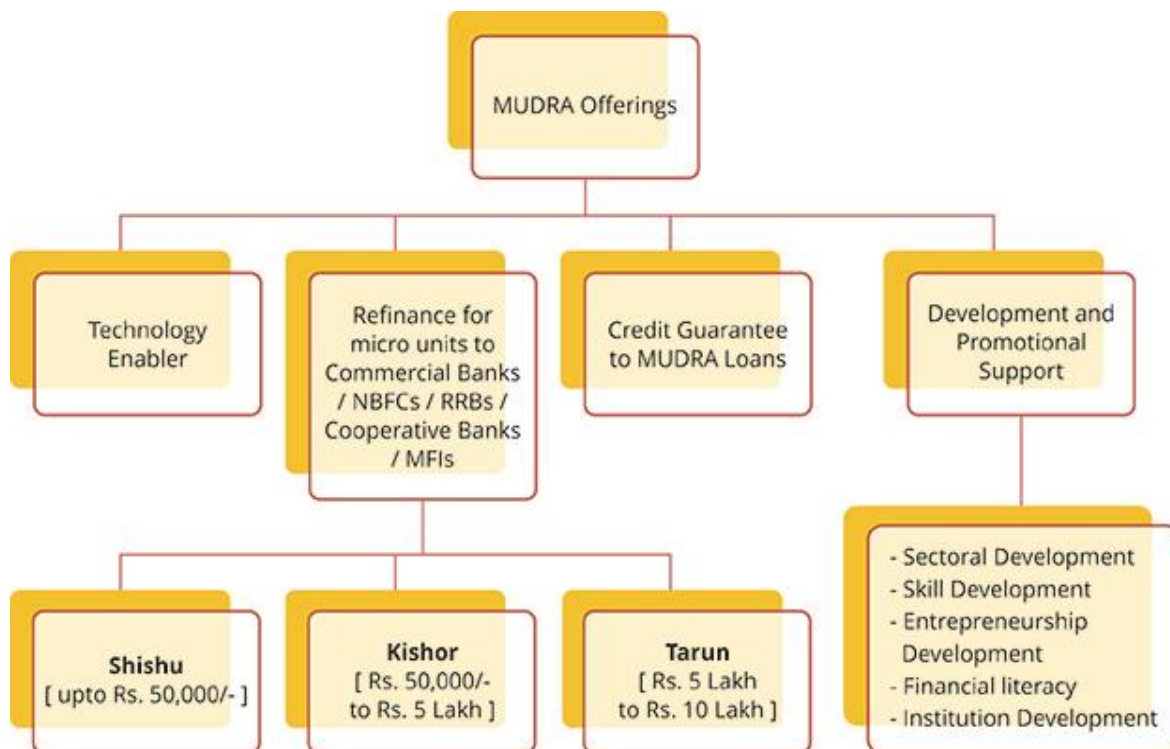 MUDRA Offerings
Technology
Enabler
Refinance for
micro units to
Commercial Banks
/ NBFCs / RRBs /
Cooperative Banks
/ MFIs
Credit Guarantee
to MUDRA Loans
Development and
Promotional
Support
Shishu
[ upto Rs. 50,000/- ]
Kishor
[ Rs. 50,000/-
to Rs. 5 Lakh ]
Tarun
[ Rs. 5 Lakh
to Rs. 10 Lakh ]
- Sectoral Development
- Skill Development
- Entrepreneurship
Development
- Financial literacy
- Institution Development